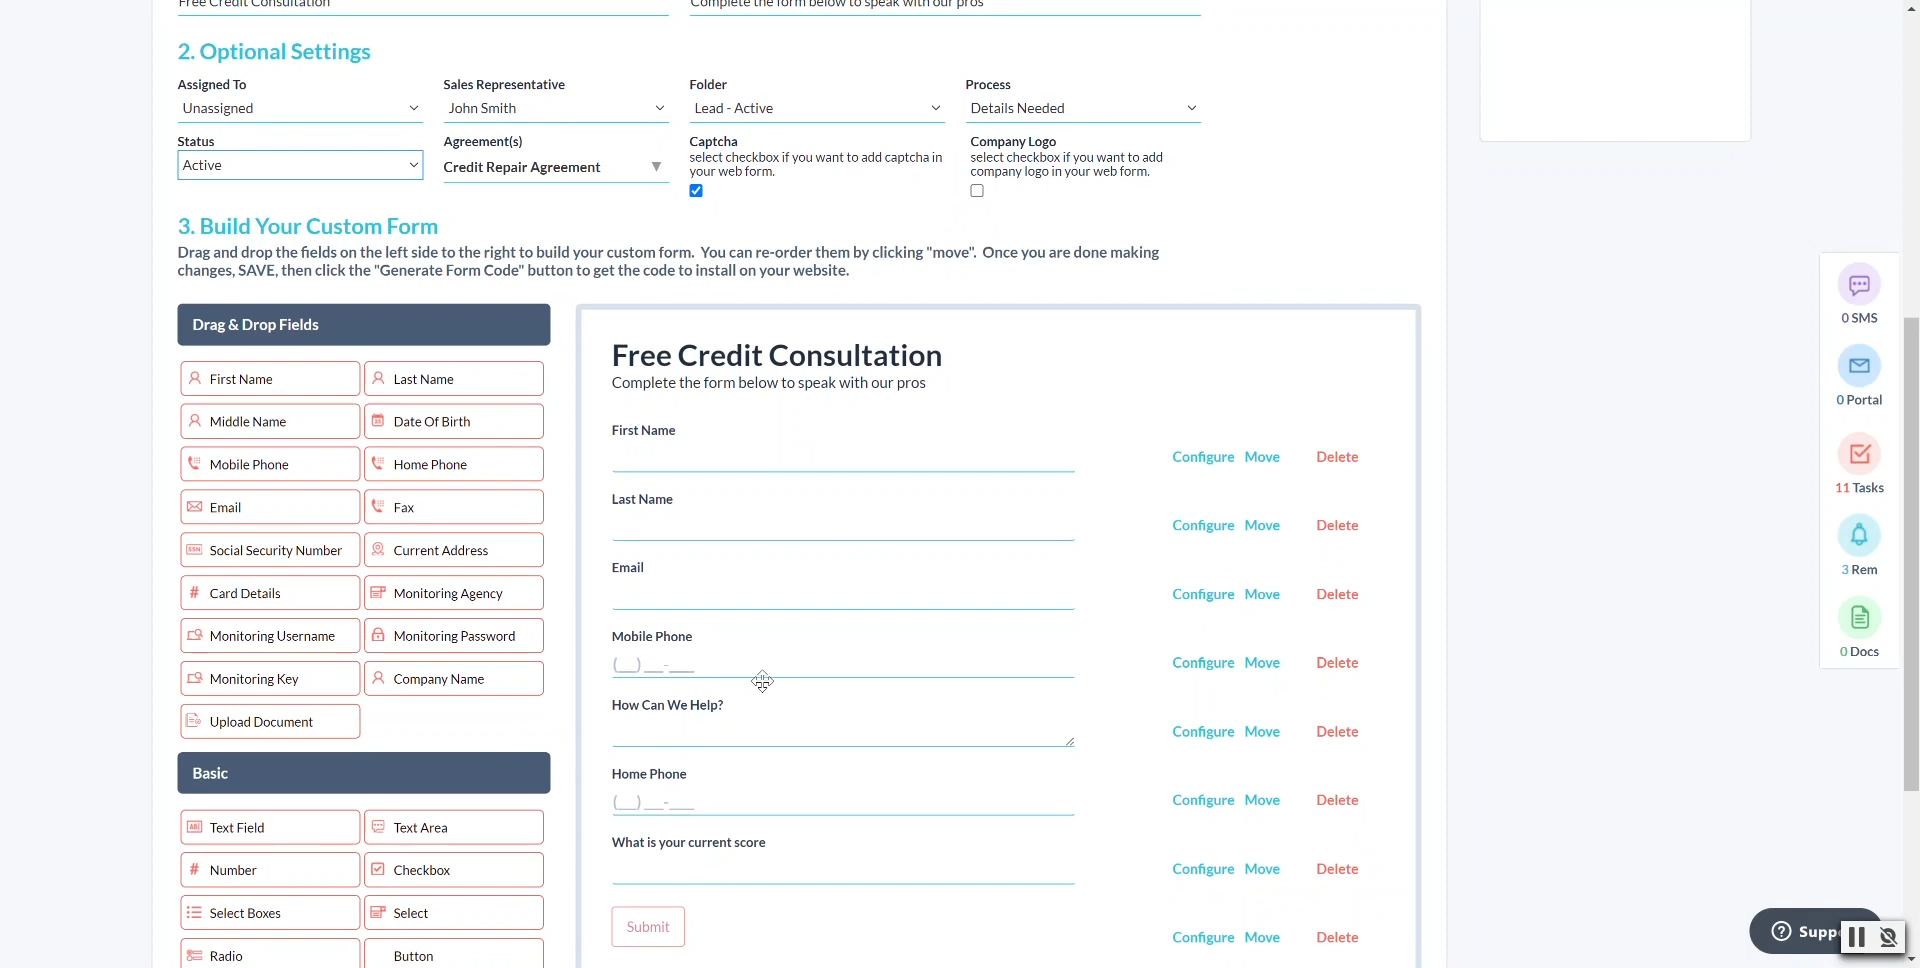 Free Credit Consultation
Complete the form below to speak with our pros
2. Optional Settings
Assigned To
Sales Representative
Folder
Process
Unassigned
John Smith
Lead - Active
Details Needed
Status
Agreement(s)
Captcha
Company Logo
select checkbox if you want to add captcha in
your web form.
select checkbox if you want to add
company logo in your web form.
Active
Credit Repair Agreement
3. Build Your Custom Form
Drag and drop the fields on the left side to the right to build your custom form. You can re-order them by clicking "move". Once you are done making
changes, SAVE, then click the "Generate Form Code" button to get the code to install on your website.
Drag & Drop Fields
First Name
Last Name
Middle Name
Date Of Birth
Mobile Phone
Home Phone
Email
Fax
SSN Social Security Number
Current Address
# Card Details
Monitoring Agency
Monitoring Username
Monitoring Password
Monitoring Key
Company Name
Upload Document
Basic
Text Field
Text Area
# Number
Checkbox
Select Boxes
Select
Radio
Button
Free Credit Consultation
Complete the form below to speak with our pros
First Name
Configure Move Delete
Last Name
Configure Move Delete
Email
Configure Move Delete
Mobile Phone
(__) __-___
Configure Move Delete
How Can We Help?
Configure Move Delete
Home Phone
(__) __-___
Configure Move Delete
What is your current score
Configure Move Delete
Submit
Configure Move Delete
0 SMS
0 Portal
11 Tasks
3 Rem
0 Docs
? Supp